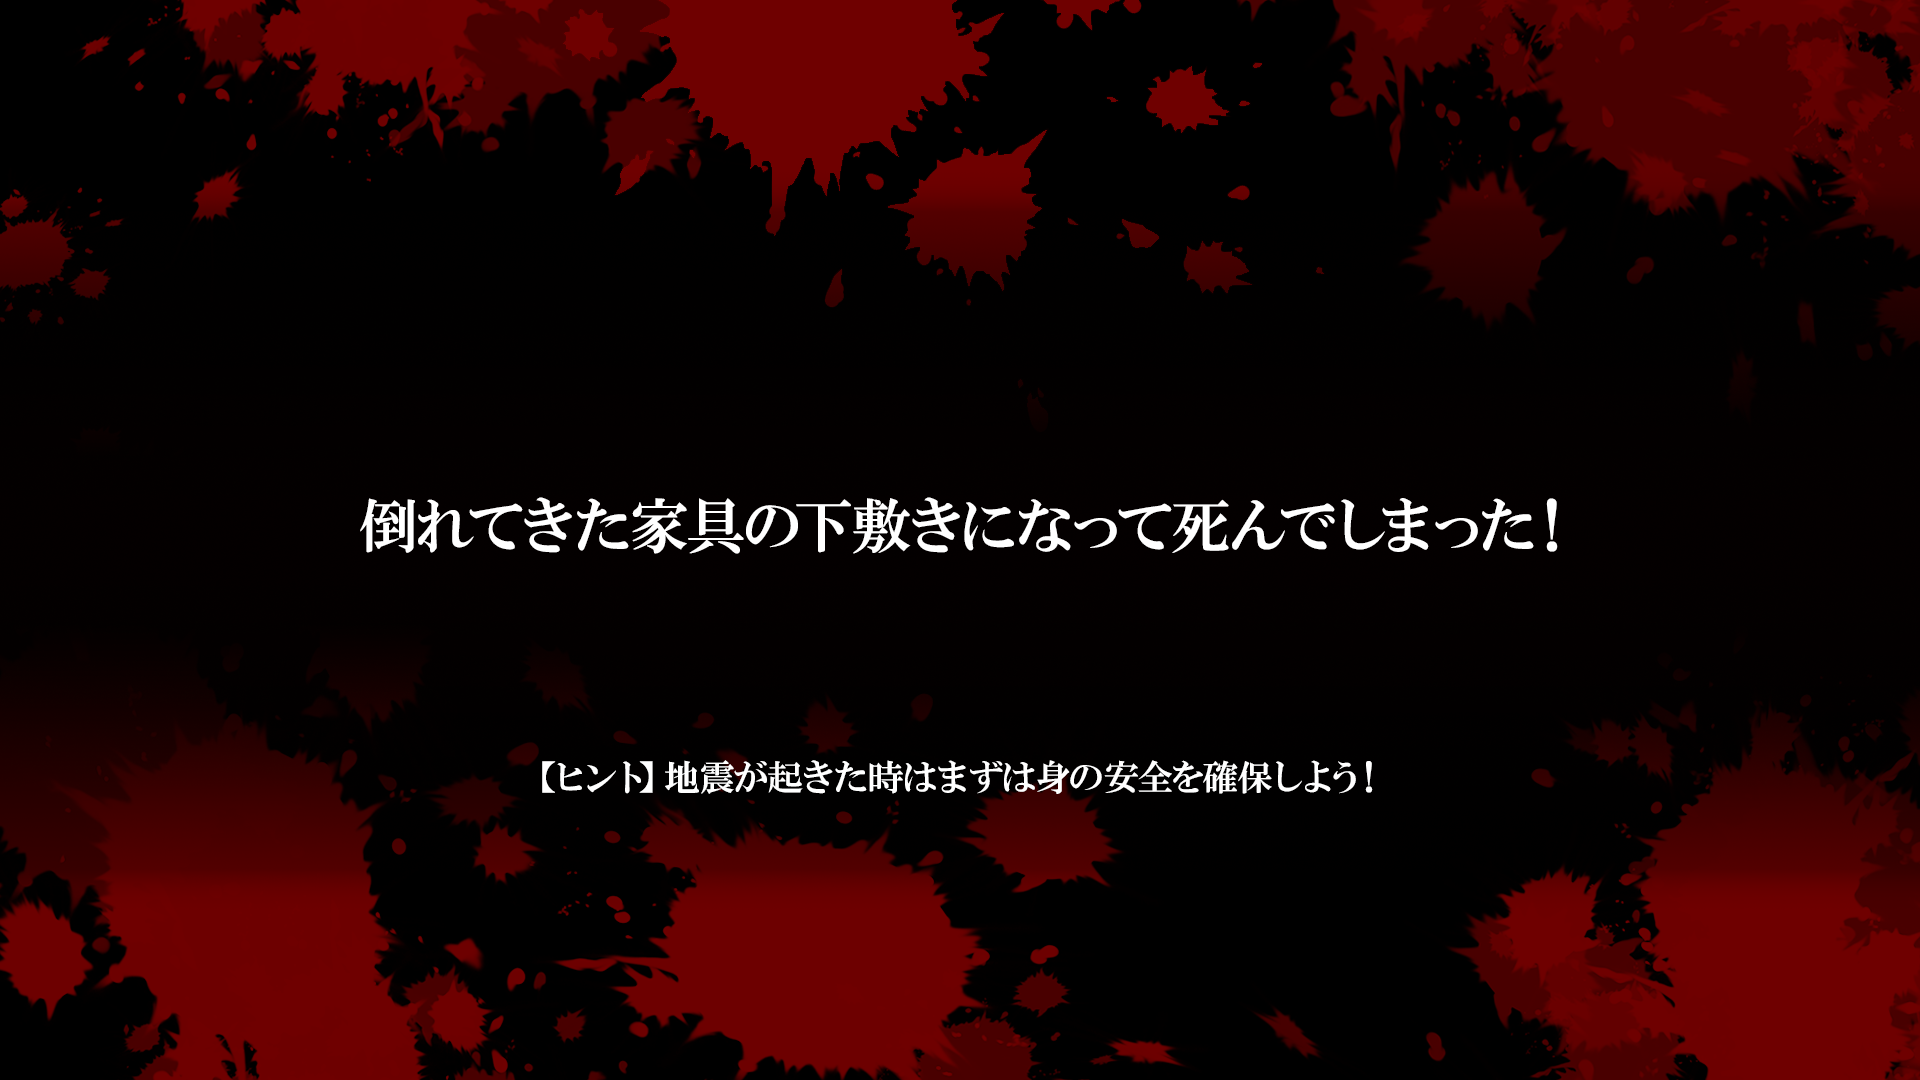 倒れてきた家具の下敷きになって死んでしまった！
【ヒント】地震が起きた時はまずは身の安全を確保しよう！